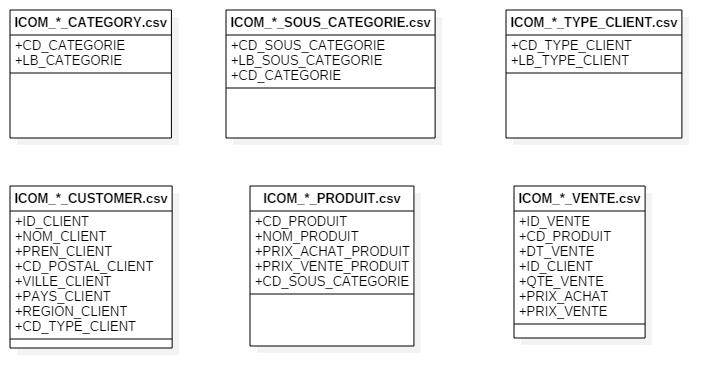 ICOM_*_CATEGORY.csv
+CD_CATEGORIE
+LB_CATEGORIE
ICOM_*_SOUS_CATEGORIE.csv
+CD_SOUS_CATEGORIE
+LB_SOUS_CATEGORIE
+CD_CATEGORIE
ICOM_*_TYPE_CLIENT.csv
+CD_TYPE_CLIENT
+LB_TYPE_CLIENT
ICOM_*_CUSTOMER.csv
+ID_CLIENT
+NOM_CLIENT
+PREN_CLIENT
+CD_POSTAL_CLIENT
+VILLE_CLIENT
+PAYS_CLIENT
+REGION_CLIENT
+CD_TYPE_CLIENT
ICOM_*_PRODUIT.csv
+CD_PRODUIT
+NOM_PRODUIT
+PRIX_ACHAT_PRODUIT
+PRIX_VENTE_PRODUIT
+CD_SOUS_CATEGORIE
ICOM_*_VENTE.csv
+ID_VENTE
+CD_PRODUIT
+DT_VENTE
+ID_CLIENT
+QTE_VENTE
+PRIX_ACHAT
+PRIX_VENTE